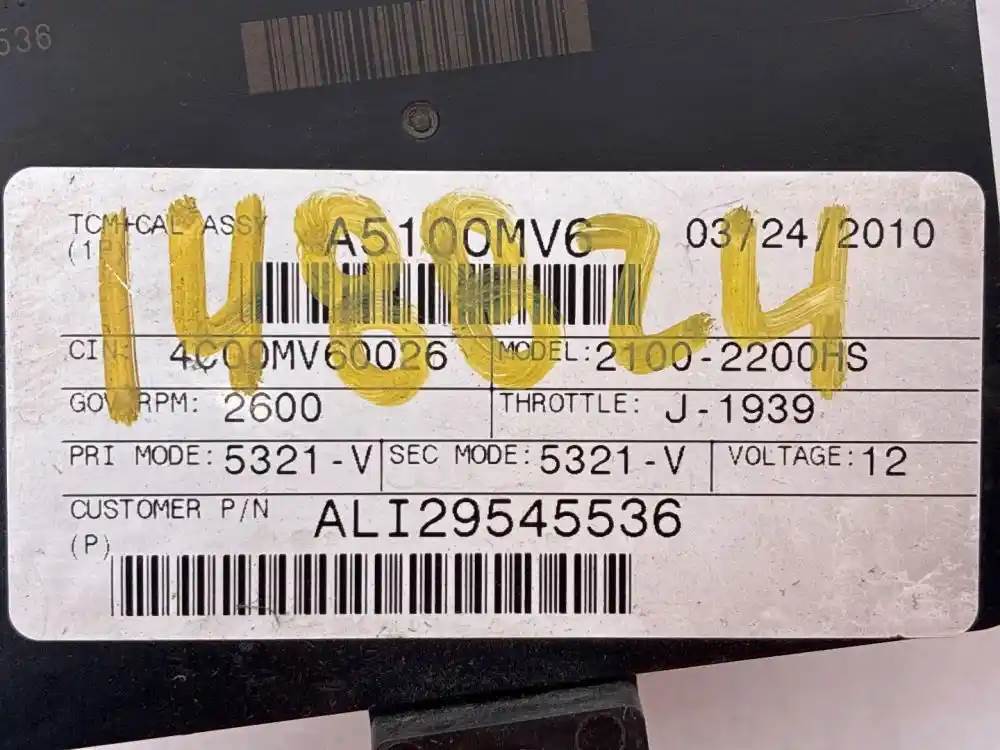 536
TCM+CAL ASSY A5100MV6 03/24/2010
(1P)
148824
CIN: 4C00MV60026 MODEL: 2100-2200HS
GOV RPM: 2600 THROTTLE: J-1939
PRI MODE: 5321-V SEC MODE: 5321-V VOLTAGE: 12
CUSTOMER P/N ALI29545536
(P)